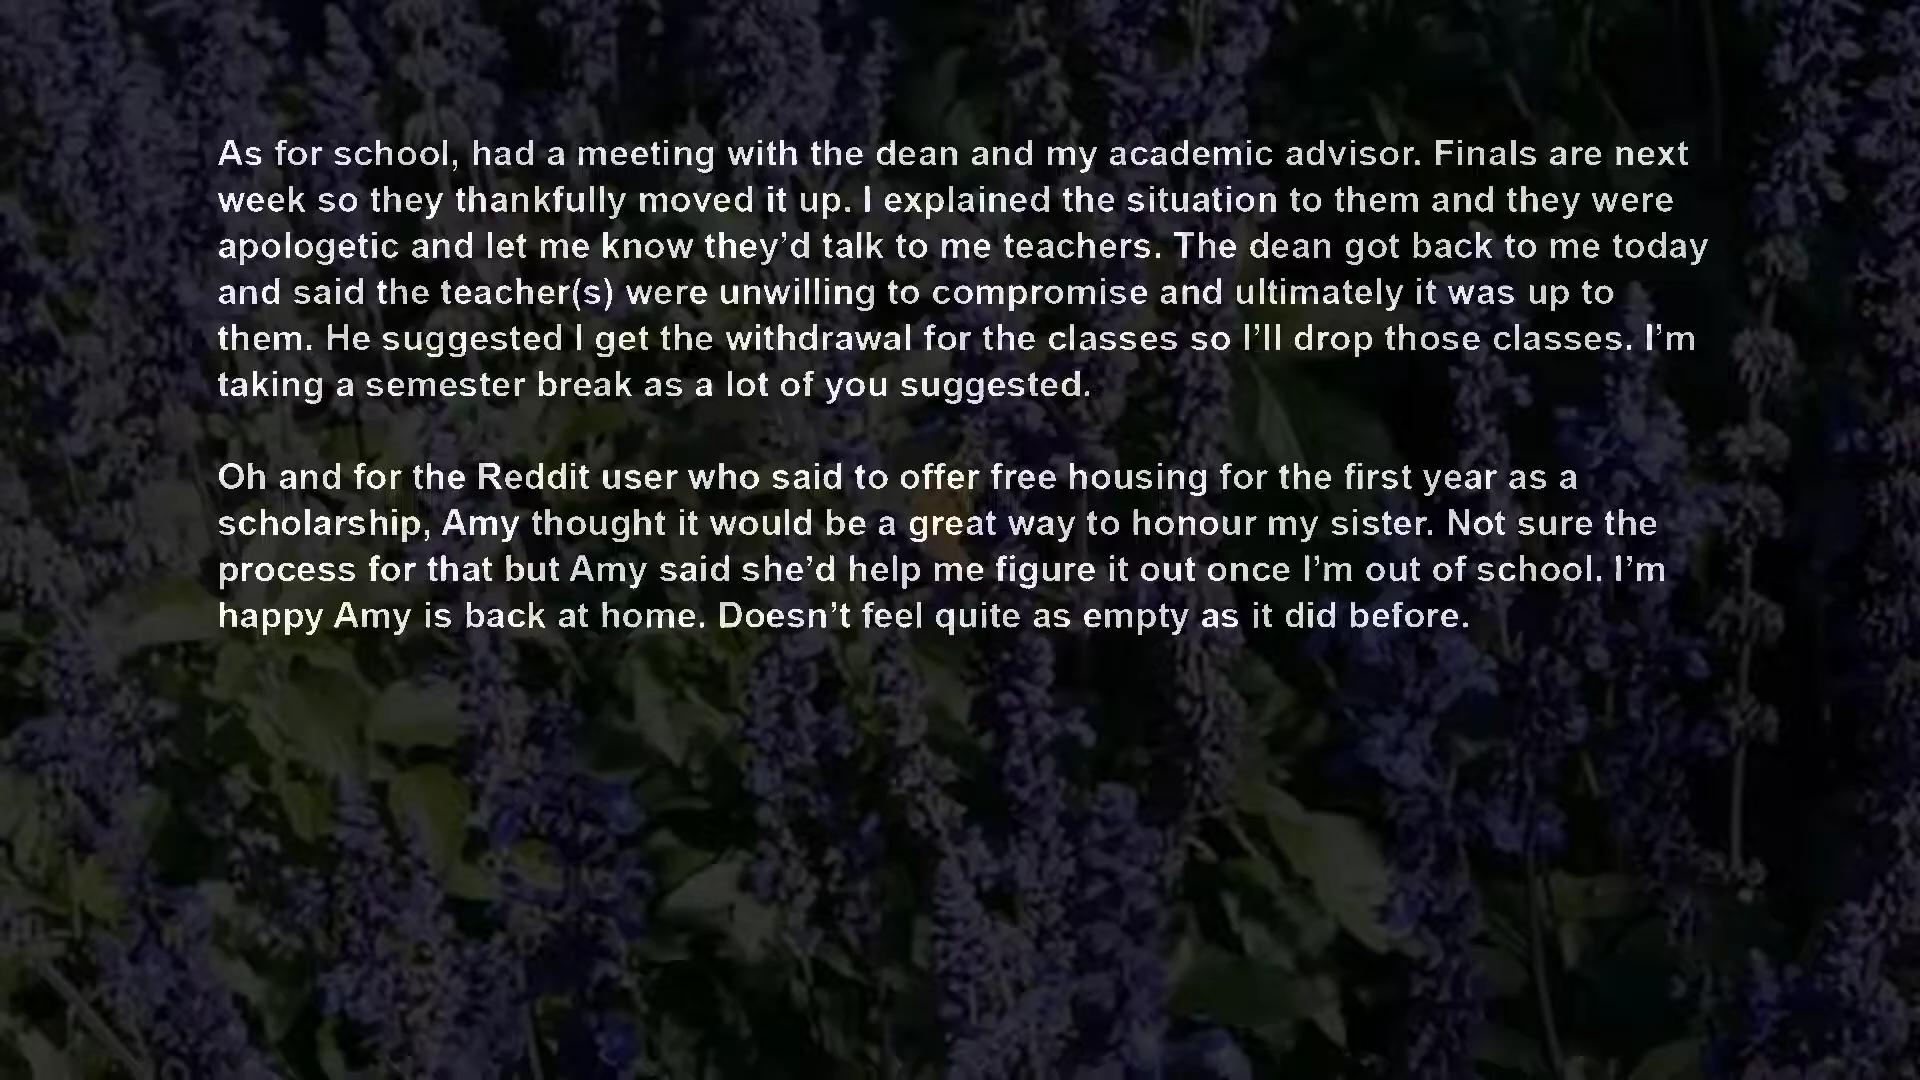 As for school, had a meeting with the dean and my academic advisor. Finals are next
week so they thankfully moved it up. I explained the situation to them and they were
apologetic and let me know they’d talk to me teachers. The dean got back to me today
and said the teacher(s) were unwilling to compromise and ultimately it was up to
them. He suggested I get the withdrawal for the classes so I’ll drop those classes. I’m
taking a semester break as a lot of you suggested.
Oh and for the Reddit user who said to offer free housing for the first year as a
scholarship, Amy thought it would be a great way to honour my sister. Not sure the
process for that but Amy said she’d help me figure it out once I’m out of school. I’m
happy Amy is back at home. Doesn’t feel quite as empty as it did before.